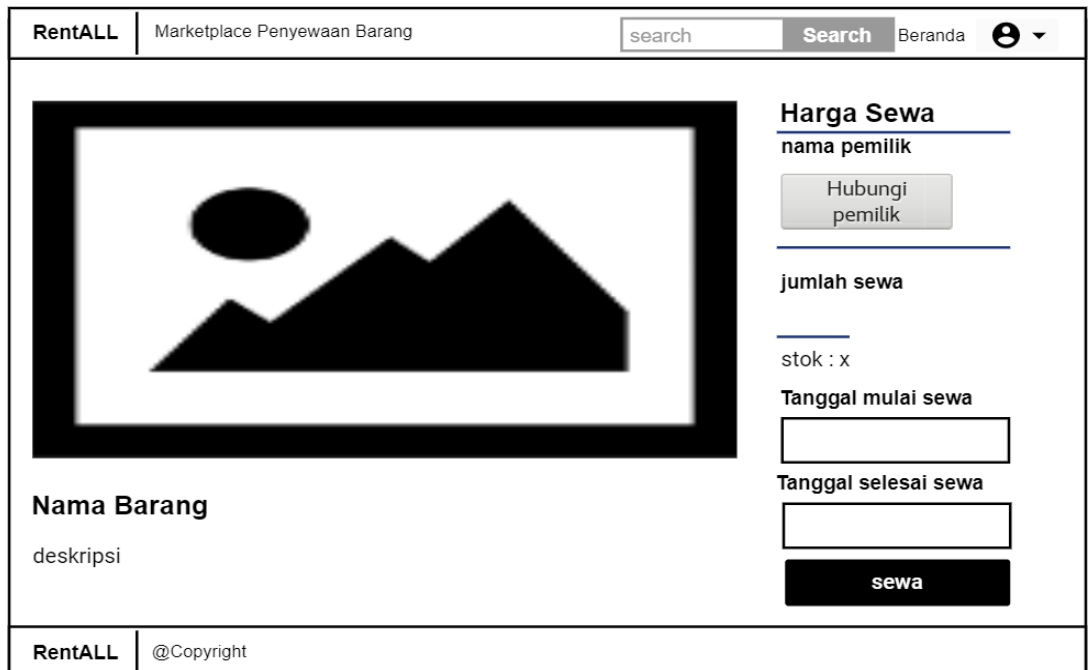 RentALL
Marketplace Penyewaan Barang
search
Search
Beranda
Harga Sewa
nama pemilik
Hubungi
pemilik
jumlah sewa
stok : x
Tanggal mulai sewa
Tanggal selesai sewa
sewa
Nama Barang
deskripsi
RentALL
@Copyright